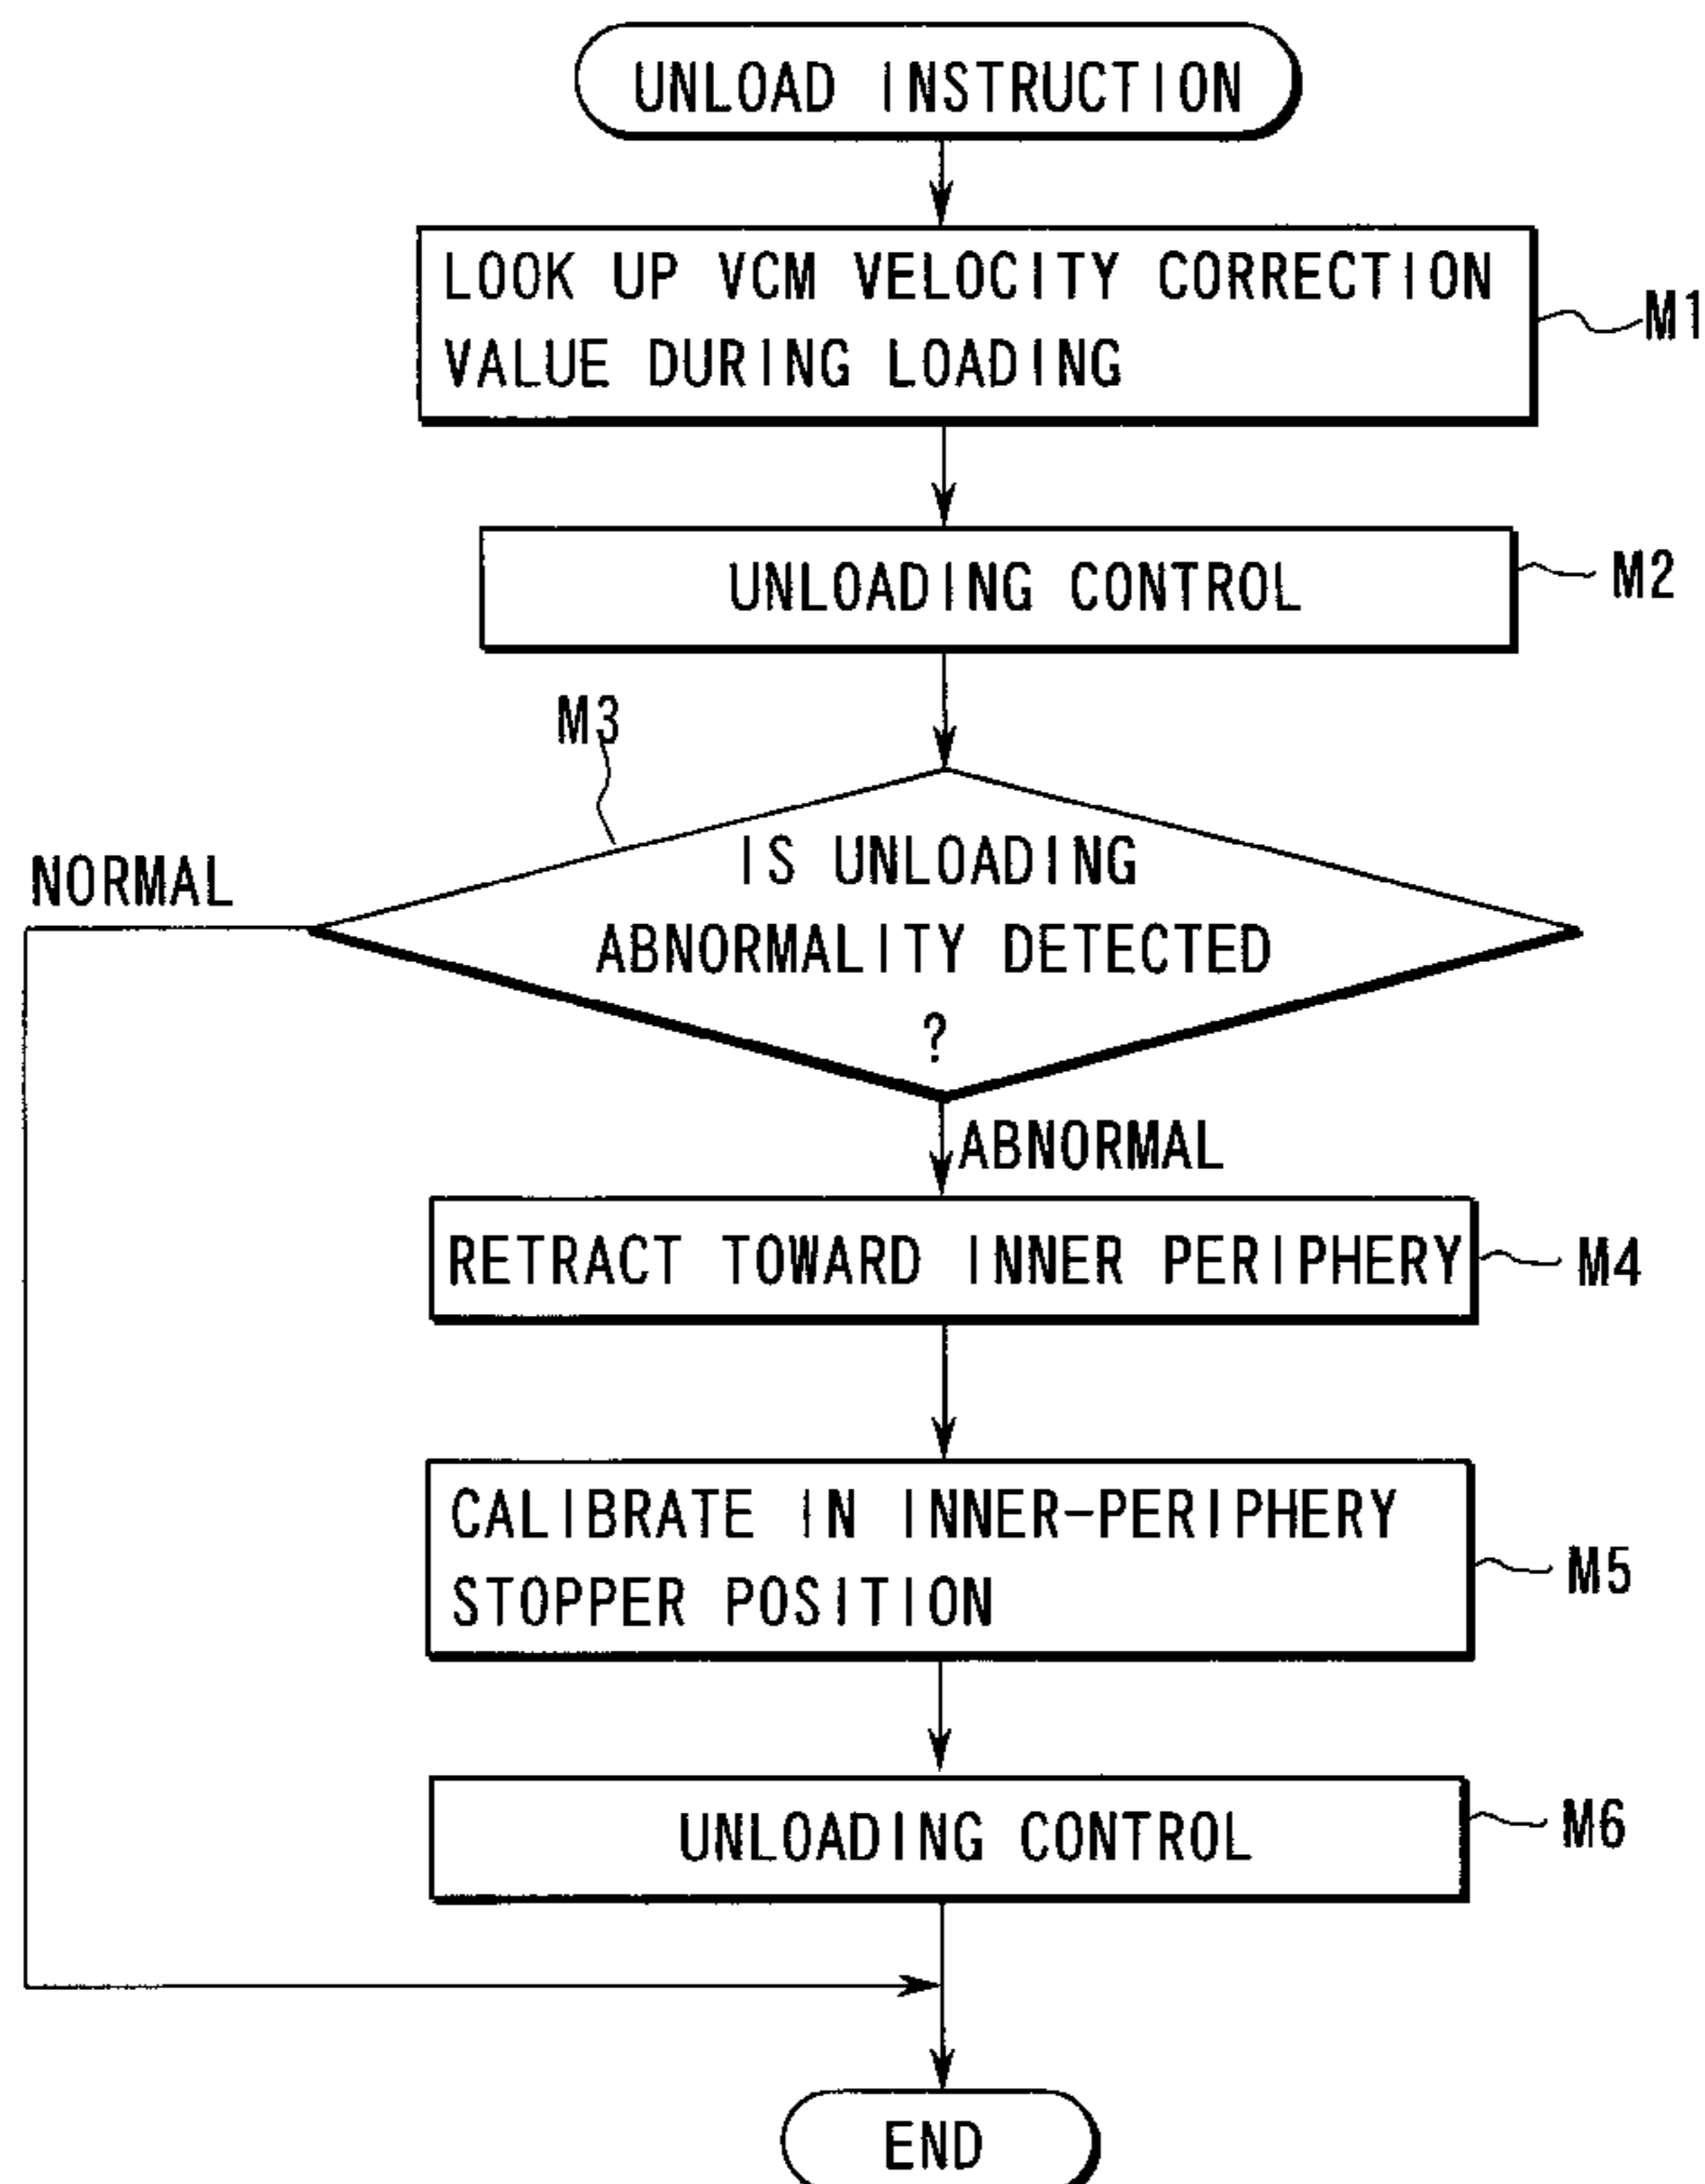 UNLOAD INSTRUCTION
LOOK UP VCM VELOCITY CORRECTION
VALUE DURING LOADING
M1
UNLOADING CONTROL
M2
M3
IS UNLOADING
ABNORMALITY DETECTED
?
NORMAL
ABNORMAL
RETRACT TOWARD INNER PERIPHERY
M4
CALIBRATE IN INNER-PERIPHERY
STOPPER POSITION
M5
UNLOADING CONTROL
M6
END